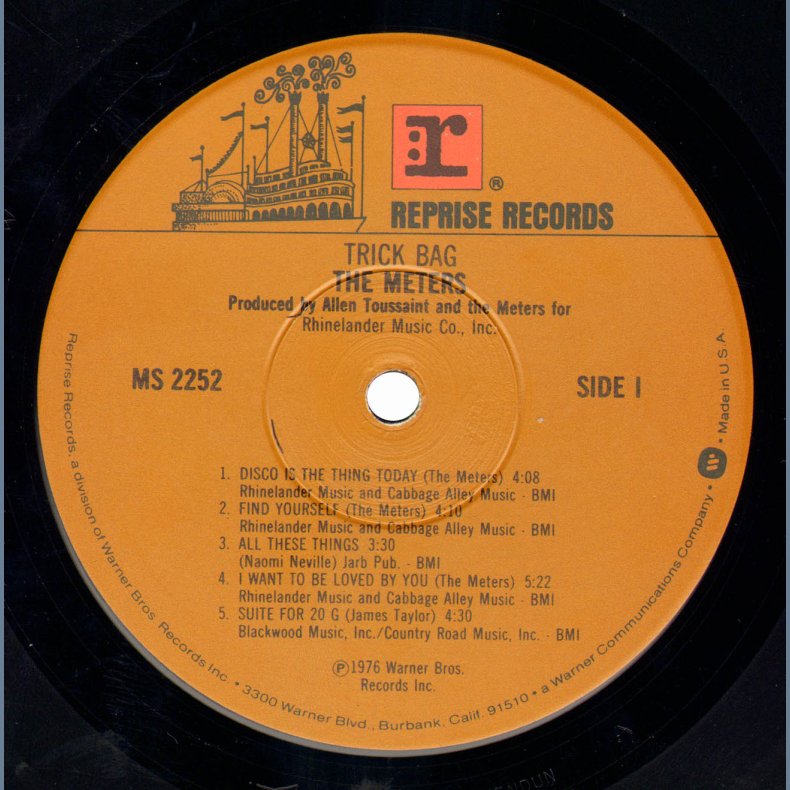 r
®
REPRISE RECORDS
TRICK BAG
THE METERS
Produced by Allen Toussaint and the Meters for
Rhinelander Music Co., Inc.
MS 2252
SIDE I
1. DISCO IS THE THING TODAY (The Meters) 4:08
Rhinelander Music and Cabbage Alley Music - BMI
2. FIND YOURSELF (The Meters) 4:10
Rhinelander Music and Cabbage Alley Music - BMI
3. ALL THESE THINGS 3:30
(Naomi Neville) Jarb Pub. - BMI
4. I WANT TO BE LOVED BY YOU (The Meters) 5:22
Rhinelander Music and Cabbage Alley Music - BMI
5. SUITE FOR 20 G (James Taylor) 4:30
Blackwood Music, Inc./Country Road Music, Inc. - BMI
℗1976 Warner Bros.
Records Inc.
Reprise Records, a division of Warner Bros. Records Inc. • 3300 Warner Blvd., Burbank, Calif. 91510 • a Warner Communications Company • W • Made in U.S.A.